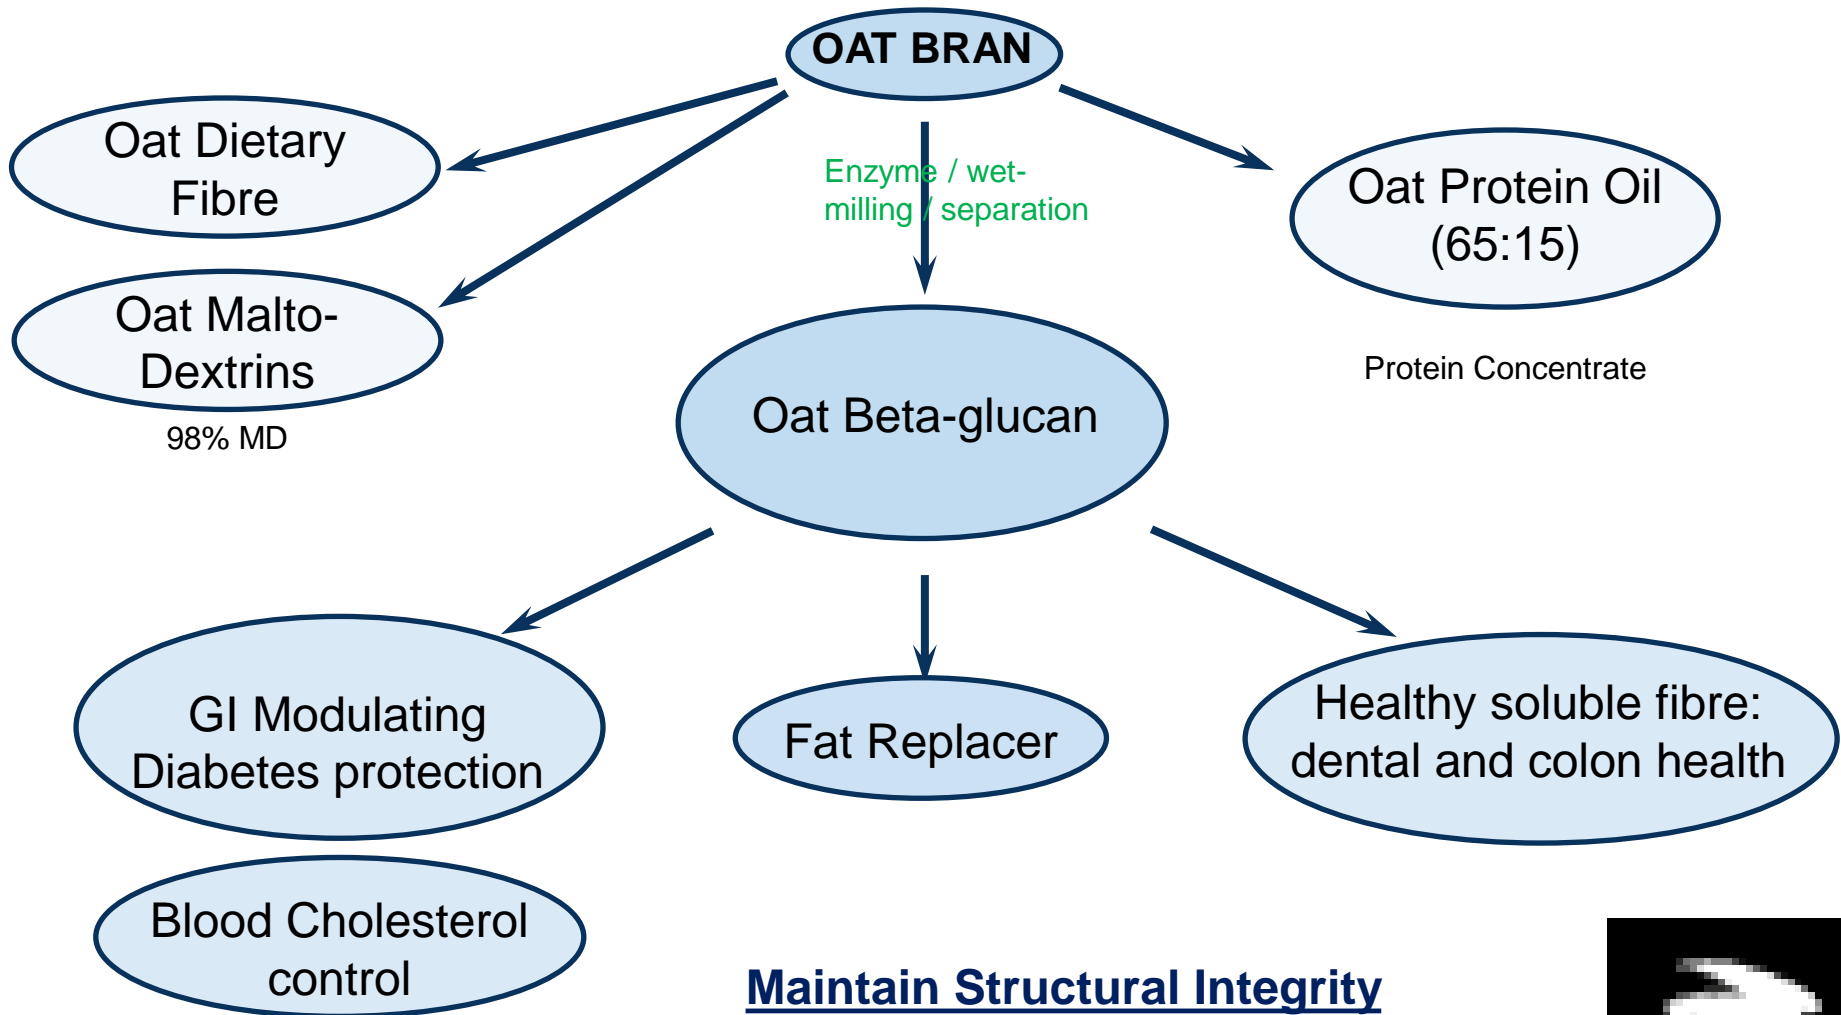 OAT BRAN
Oat Dietary
Fibre
Enzyme / wet-
milling / separation
Oat Protein Oil
(65:15)
Oat Malto-
Dextrins
98% MD
Protein Concentrate
Oat Beta-glucan
GI Modulating
Diabetes protection
Fat Replacer
Healthy soluble fibre:
dental and colon health
Blood Cholesterol
control
Maintain Structural Integrity